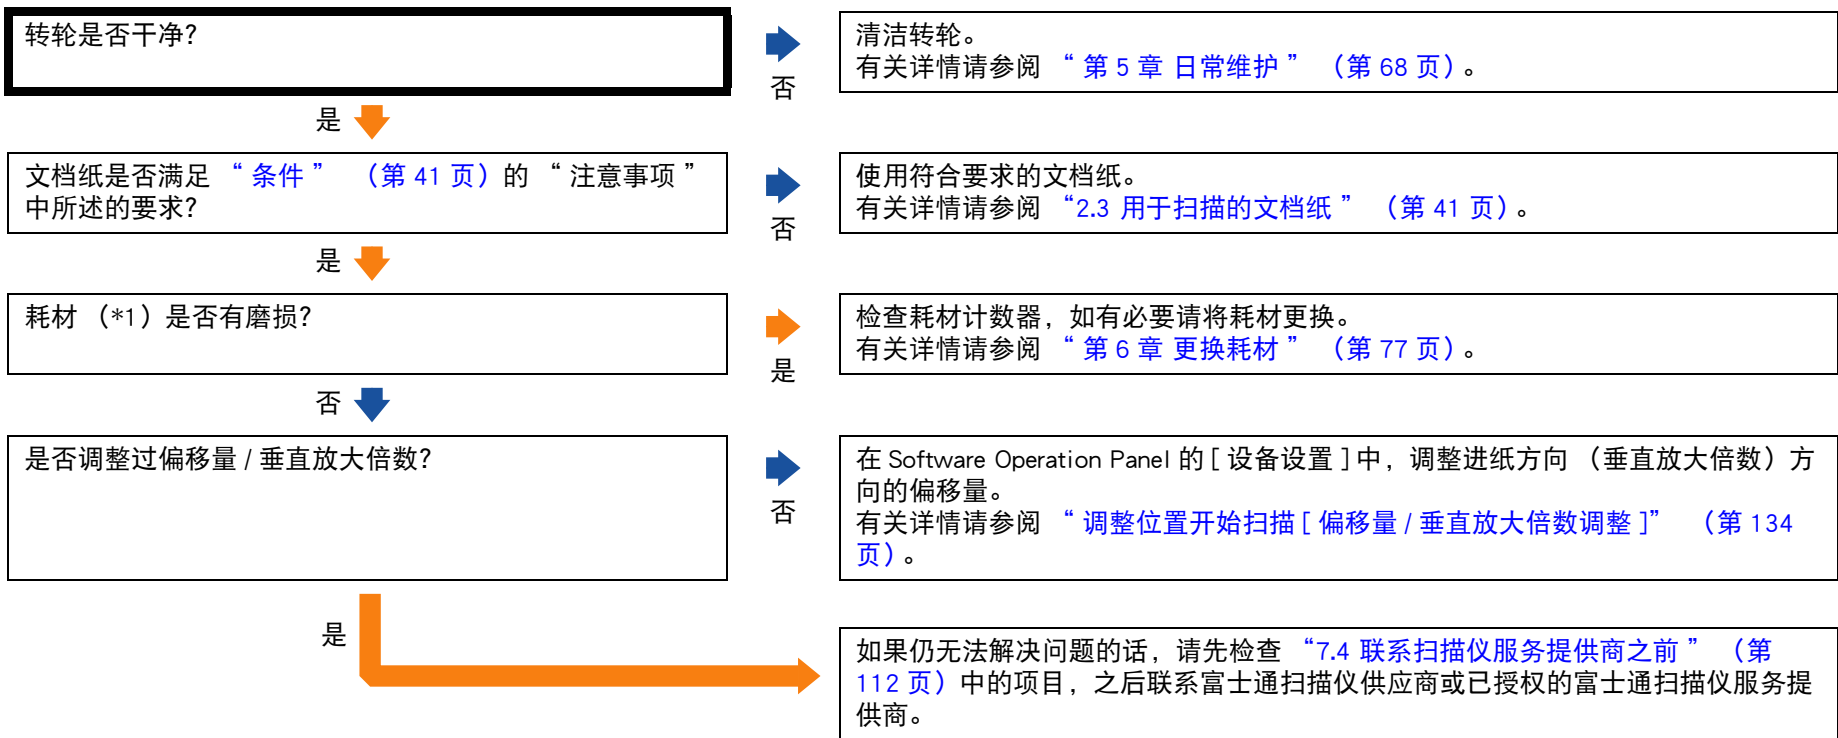 转轮是否干净？
否
清洁转轮。
有关详情请参阅 “ 第 5 章 日常维护 ” （第 68 页）。
是
文档纸是否满足 “ 条件 ” （第 41 页）的 “ 注意事项 ”
中所述的要求？
否
使用符合要求的文档纸。
有关详情请参阅 “2.3 用于扫描的文档纸 ” （第 41 页）。
是
耗材 （*1）是否有磨损？
是
检查耗材计数器，如有必要请将耗材更换。
有关详情请参阅 “ 第 6 章 更换耗材 ” （第 77 页）。
否
是否调整过偏移量 / 垂直放大倍数？
否
在 Software Operation Panel 的 [ 设备设置 ] 中，调整进纸方向 （垂直放大倍数）方
向的偏移量。
有关详情请参阅 “ 调整位置开始扫描 [ 偏移量 / 垂直放大倍数调整 ]” （第 134
页）。
是
如果仍无法解决问题的话，请先检查 “7.4 联系扫描仪服务提供商之前 ” （第
112 页）中的项目，之后联系富士通扫描仪供应商或已授权的富士通扫描仪服务提
供商。